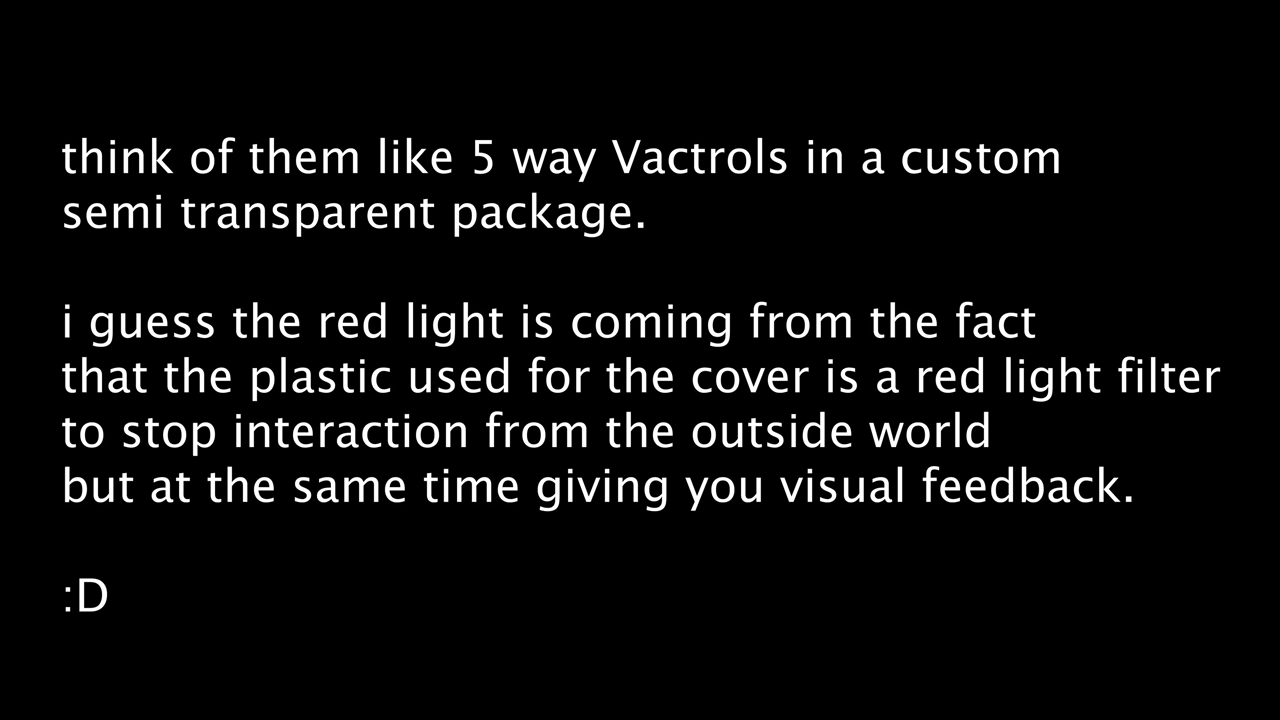 think of them like 5 way Vactrols in a custom
semi transparent package.
i guess the red light is coming from the fact
that the plastic used for the cover is a red light filter
to stop interaction from the outside world
but at the same time giving you visual feedback.
:D